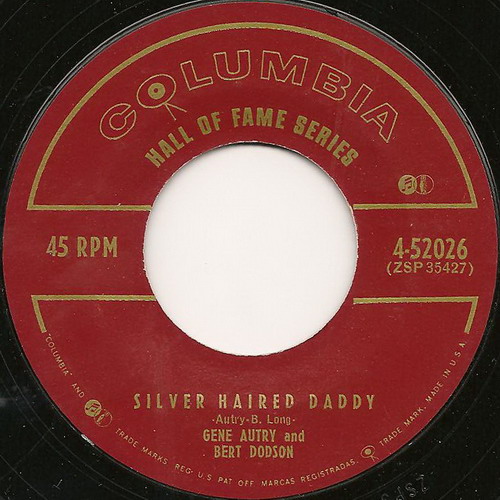 COLUMBIA
HALL OF FAME SERIES
45 RPM
4-52026
(ZSP 35427)
SILVER HAIRED DADDY
-Autry-B. Long-
GENE AUTRY and
BERT DODSON
"COLUMBIA" AND TRADE MARKS REG. U S PAT OFF MARCAS REGISTRADAS TRADE MARK, MADE IN U.S.A.